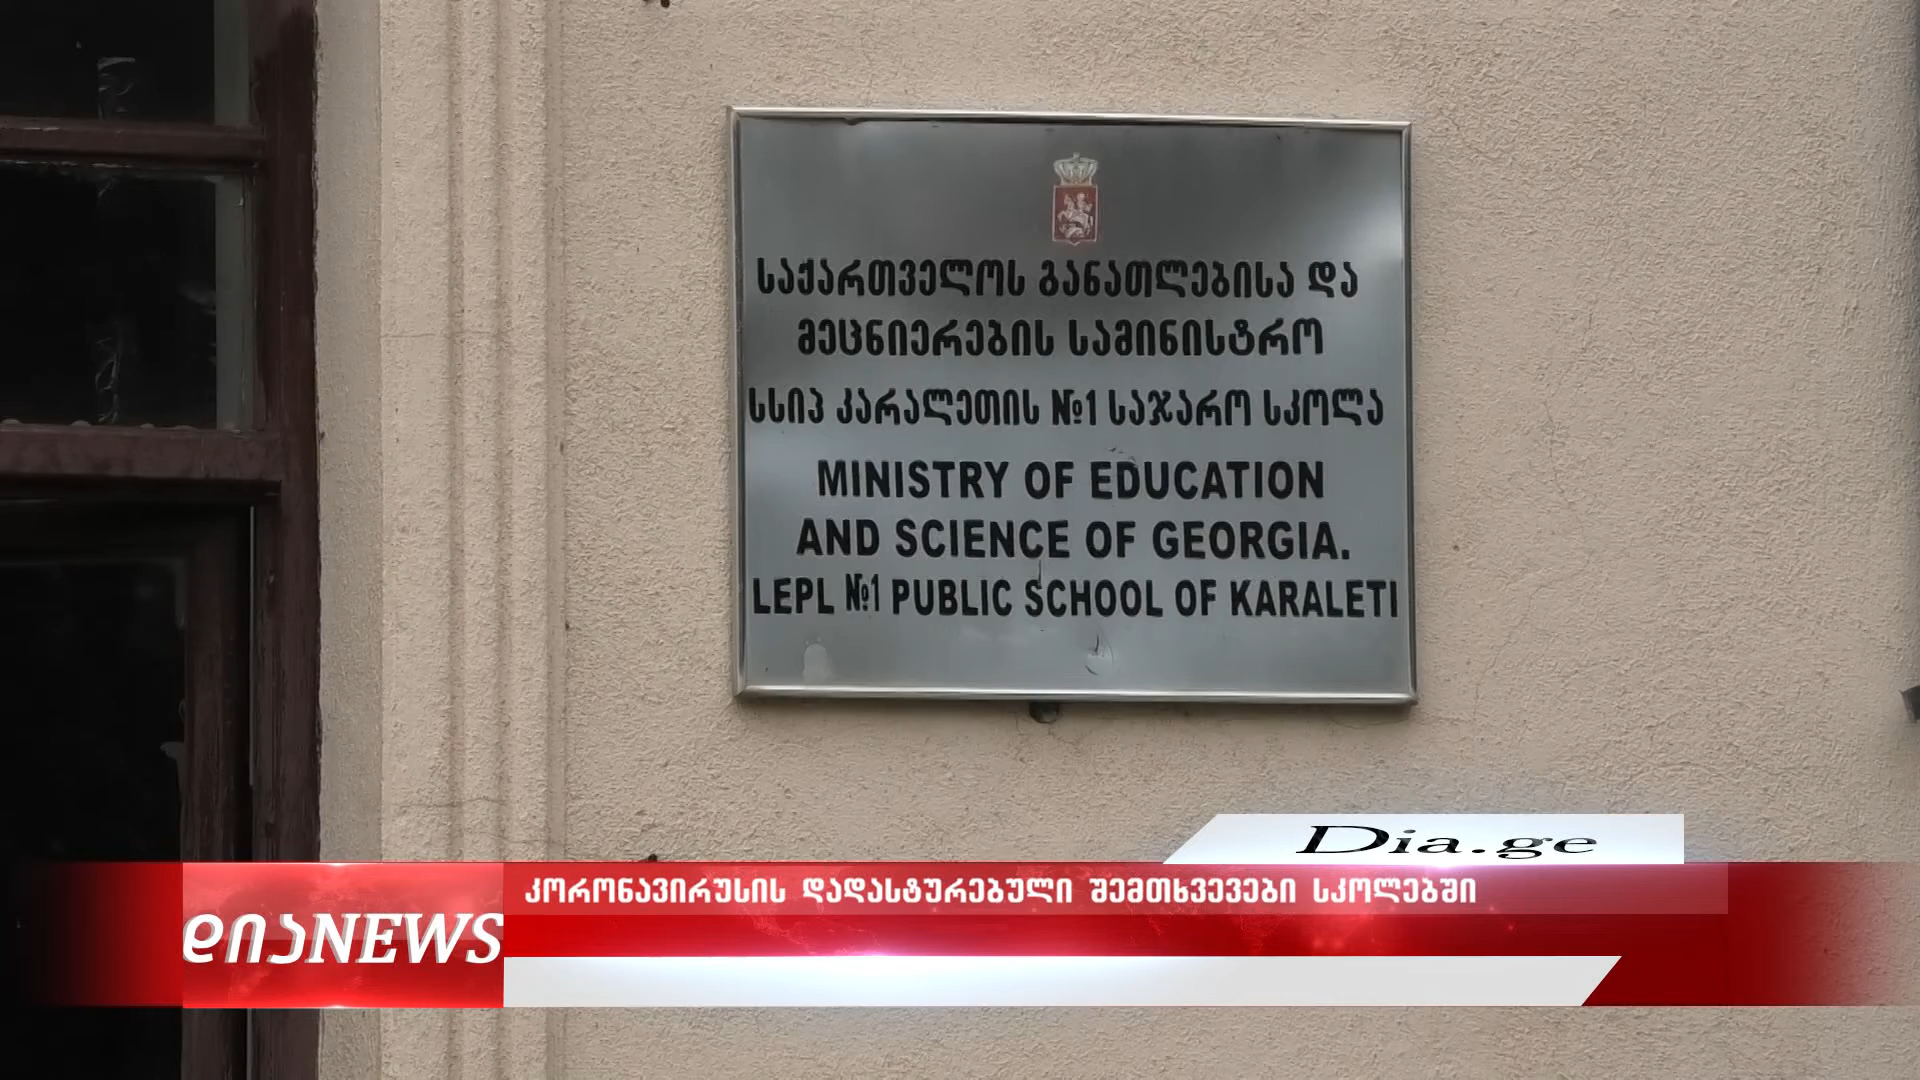 საქართველოს განათლებისა და
მეცნიერების სამინისტრო
სსიპ კარალეთის №1 საჯარო სკოლა
MINISTRY OF EDUCATION
AND SCIENCE OF GEORGIA.
LEPL №1 PUBLIC SCHOOL OF KARALETI
Dia.ge
კორონავირუსის დადასტურებული შემთხვევები სკოლებში
დიაNEWS